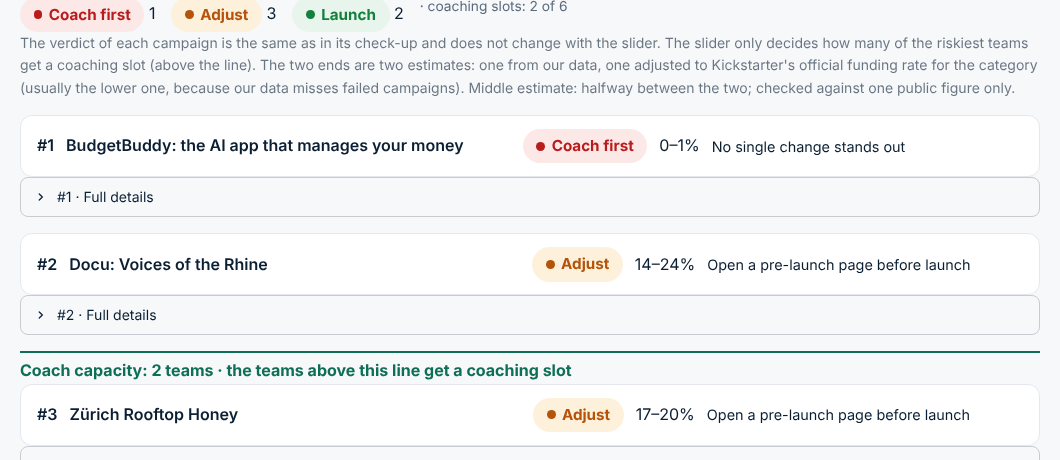 Coach first 1 Adjust 3 Launch 2 · coaching slots: 2 of 6
The verdict of each campaign is the same as in its check-up and does not change with the slider. The slider only decides how many of the riskiest teams
get a coaching slot (above the line). The two ends are two estimates: one from our data, one adjusted to Kickstarter's official funding rate for the category
(usually the lower one, because our data misses failed campaigns). Middle estimate: halfway between the two; checked against one public figure only.
#1 BudgetBuddy: the AI app that manages your money Coach first 0–1% No single change stands out
#1 · Full details
#2 Docu: Voices of the Rhine Adjust 14–24% Open a pre-launch page before launch
#2 · Full details
Coach capacity: 2 teams · the teams above this line get a coaching slot
#3 Zürich Rooftop Honey Adjust 17–20% Open a pre-launch page before launch